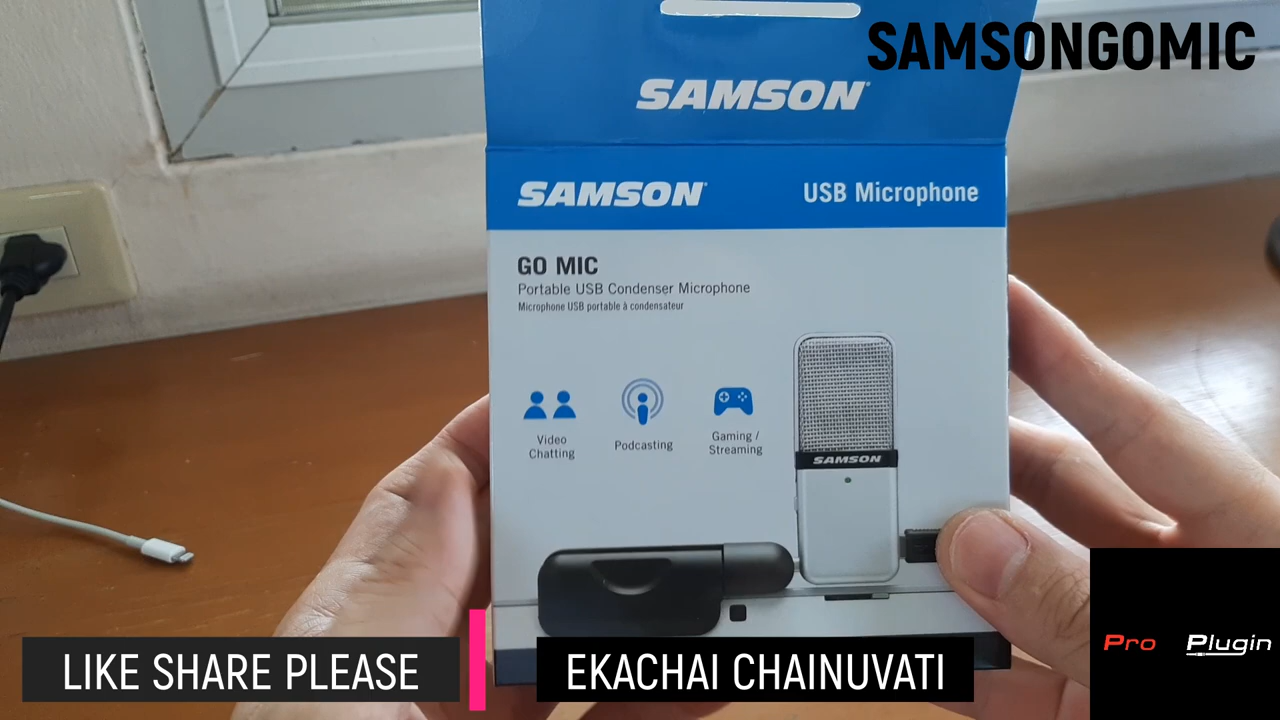 SAMSONGOMIC
SAMSON
SAMSON
USB Microphone
GO MIC
Portable USB Condenser Microphone
Microphone USB portable à condensateur
Video
Chatting
Podcasting
Gaming /
Streaming
SAMSON
LIKE SHARE PLEASE
EKACHAI CHAINUVATI
Pro Plugin